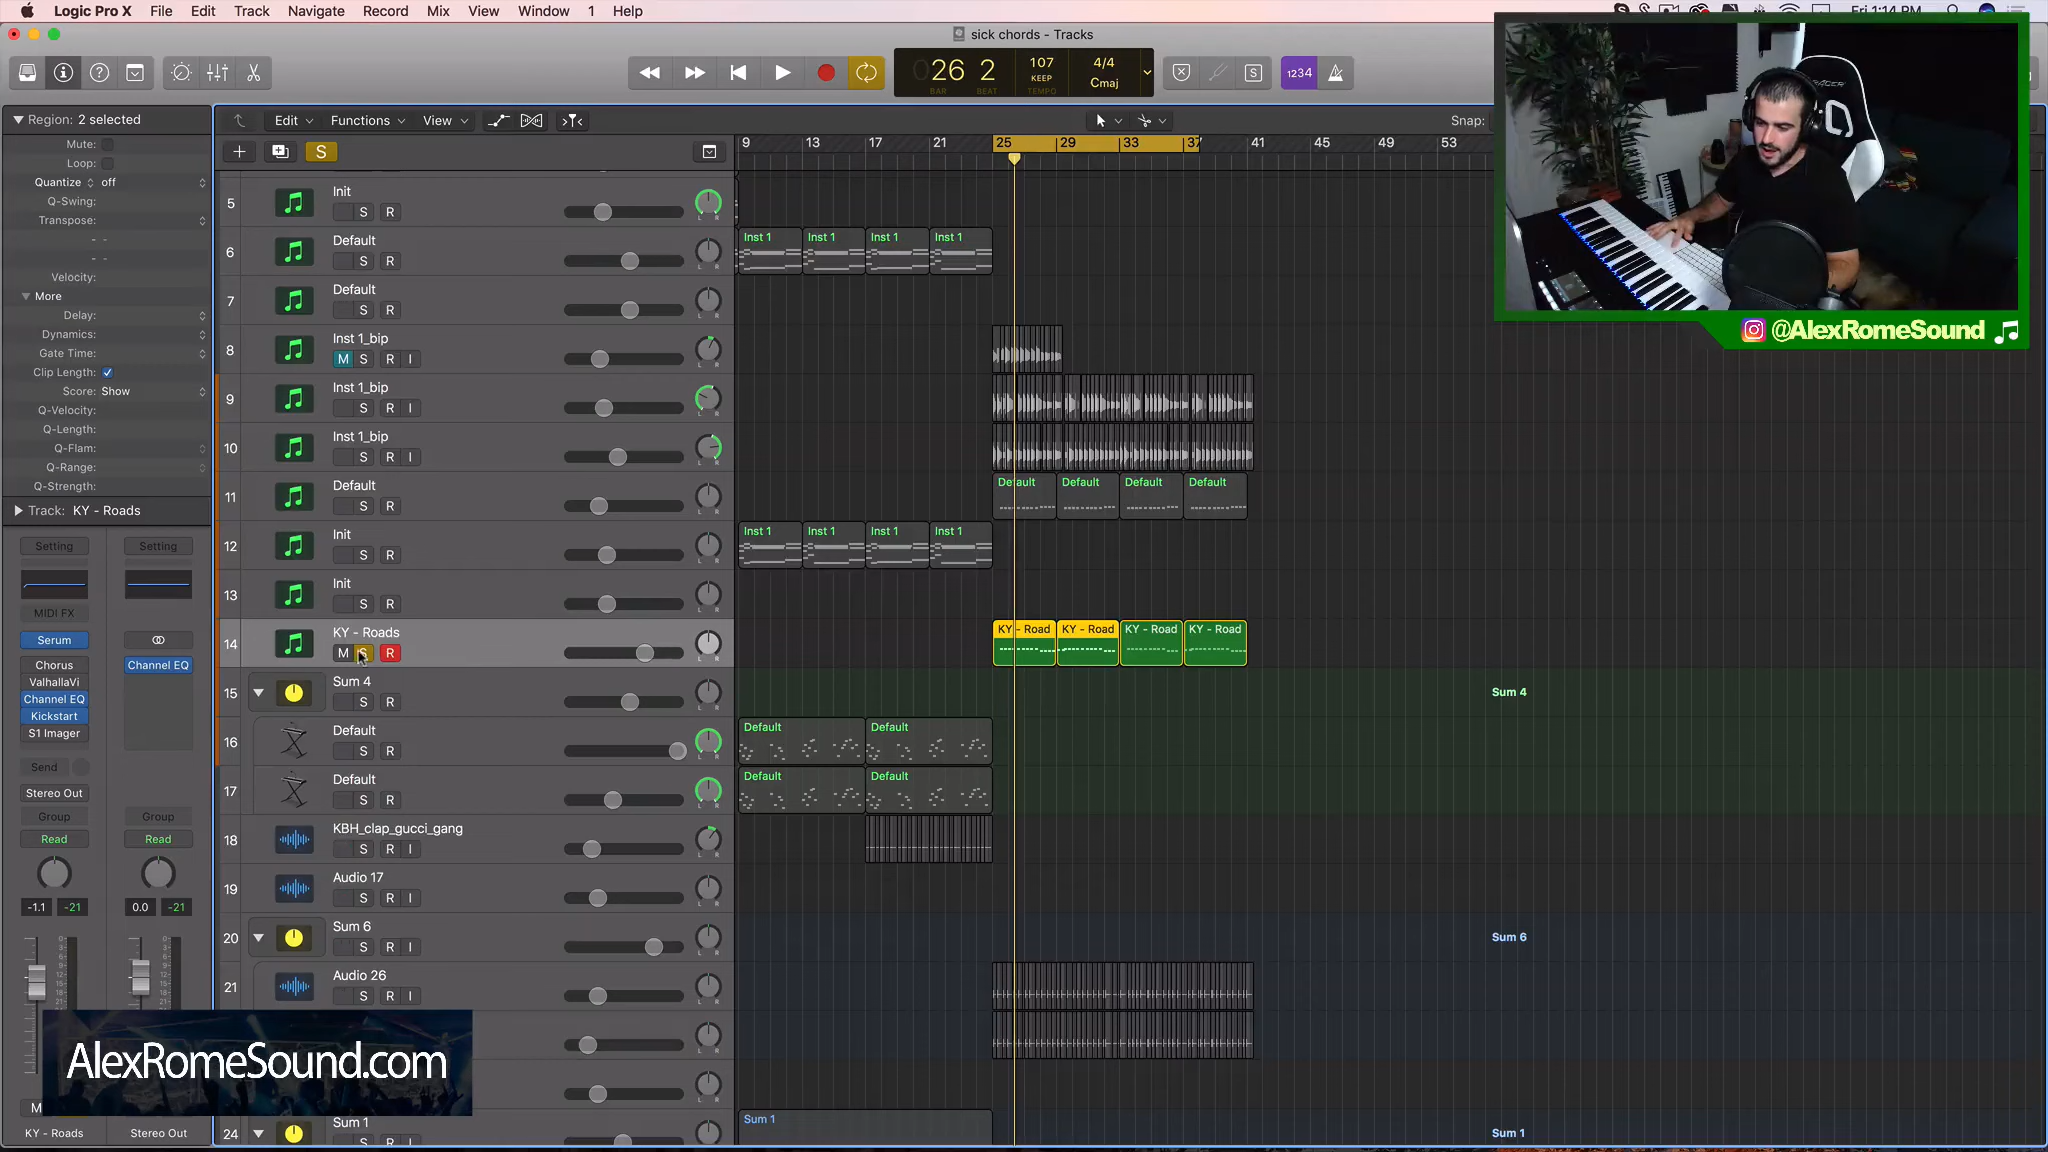 Logic Pro X File Edit Track Navigate Record Mix View Window 1 Help
Fri 1:14 PM
sick chords - Tracks
26 2 107 4/4
KEEP Cmaj
BAR BEAT TEMPO
1234
Region: 2 selected
Mute:
Loop:
Quantize off
Q-Swing:
Transpose:
Velocity:
More
Delay:
Dynamics:
Gate Time:
Clip Length:
Score: Show
Q-Velocity:
Q-Length:
Q-Flam:
Q-Range:
Q-Strength:
Track: KY - Roads
Setting Setting
MIDI FX
Serum
Chorus Channel EQ
ValhallaVi
Channel EQ
Kickstart
S1 Imager
Send
Stereo Out
Group Group
Read Read
-1.1 -21 0.0 -21
M
KY - Roads Stereo Out
Edit Functions View Snap:
S
9 13 17 21 25 29 33 37 41 45 49 53
5 Init
S R
6 Default
S R
Inst 1 Inst 1 Inst 1 Inst 1
7 Default
S R
8 Inst 1_bip
M S R I
9 Inst 1_bip
S R I
10 Inst 1_bip
S R I
11 Default
S R
Default Default Default Default
12 Init
S R
Inst 1 Inst 1 Inst 1 Inst 1
13 Init
S R
14 KY - Roads
M S R
KY - Road KY - Road KY - Road KY - Road
15 Sum 4
S R
Sum 4
16 Default
S R
Default Default
17 Default
S R
Default Default
18 KBH_clap_gucci_gang
S R I
19 Audio 17
S R I
20 Sum 6
S R I
Sum 6
21 Audio 26
S R I
24 Sum 1
S R I
Sum 1
Sum 1
@AlexRomeSound
AlexRomeSound.com